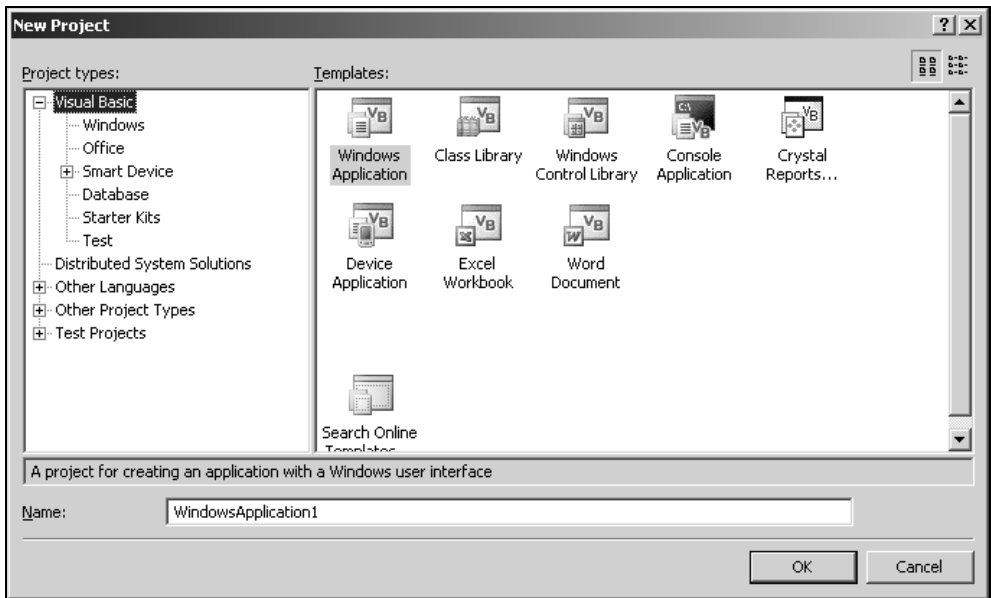 New Project
Project types:
Templates:
Visual Basic
Windows
Office
Smart Device
Database
Starter Kits
Test
Distributed System Solutions
Other Languages
Other Project Types
Test Projects
Windows
Application
Class Library
Windows
Control Library
Console
Application
Crystal
Reports...
Device
Application
Excel
Workbook
Word
Document
Search Online
Templates
A project for creating an application with a Windows user interface
Name:
WindowsApplication1
OK
Cancel